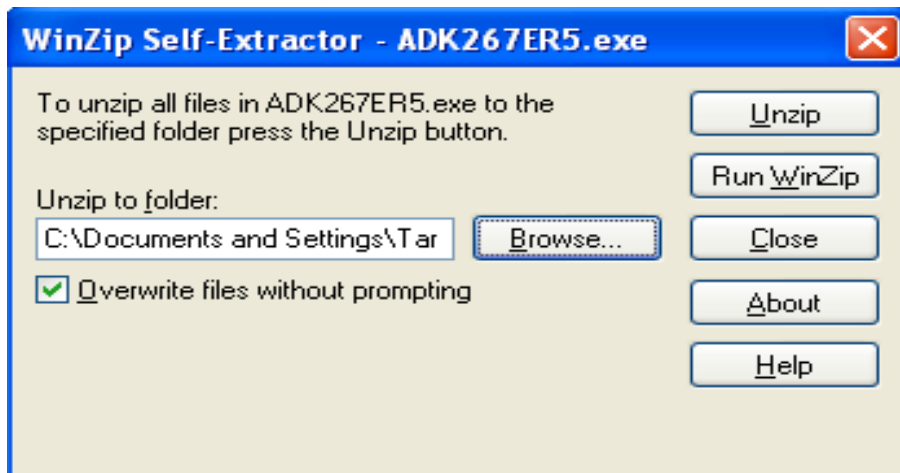 WinZip Self-Extractor - ADK267ER5.exe
To unzip all files in ADK267ER5.exe to the
specified folder press the Unzip button.
Unzip to folder:
C:\Documents and Settings\Tar
Browse...
Overwrite files without prompting
Unzip
Run WinZip
Close
About
Help